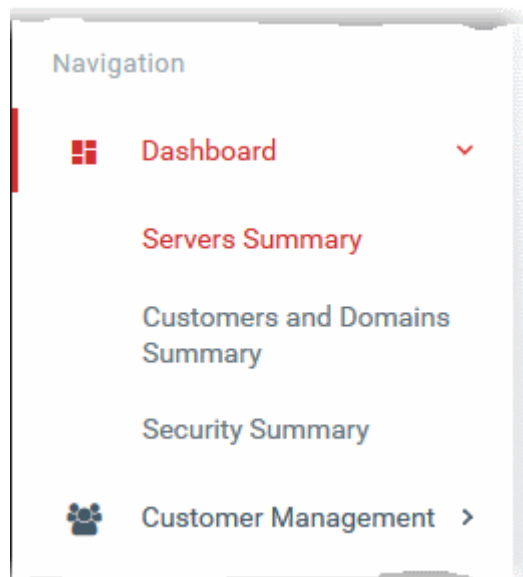 Navigation
Dashboard
Servers Summary
Customers and Domains
Summary
Security Summary
Customer Management